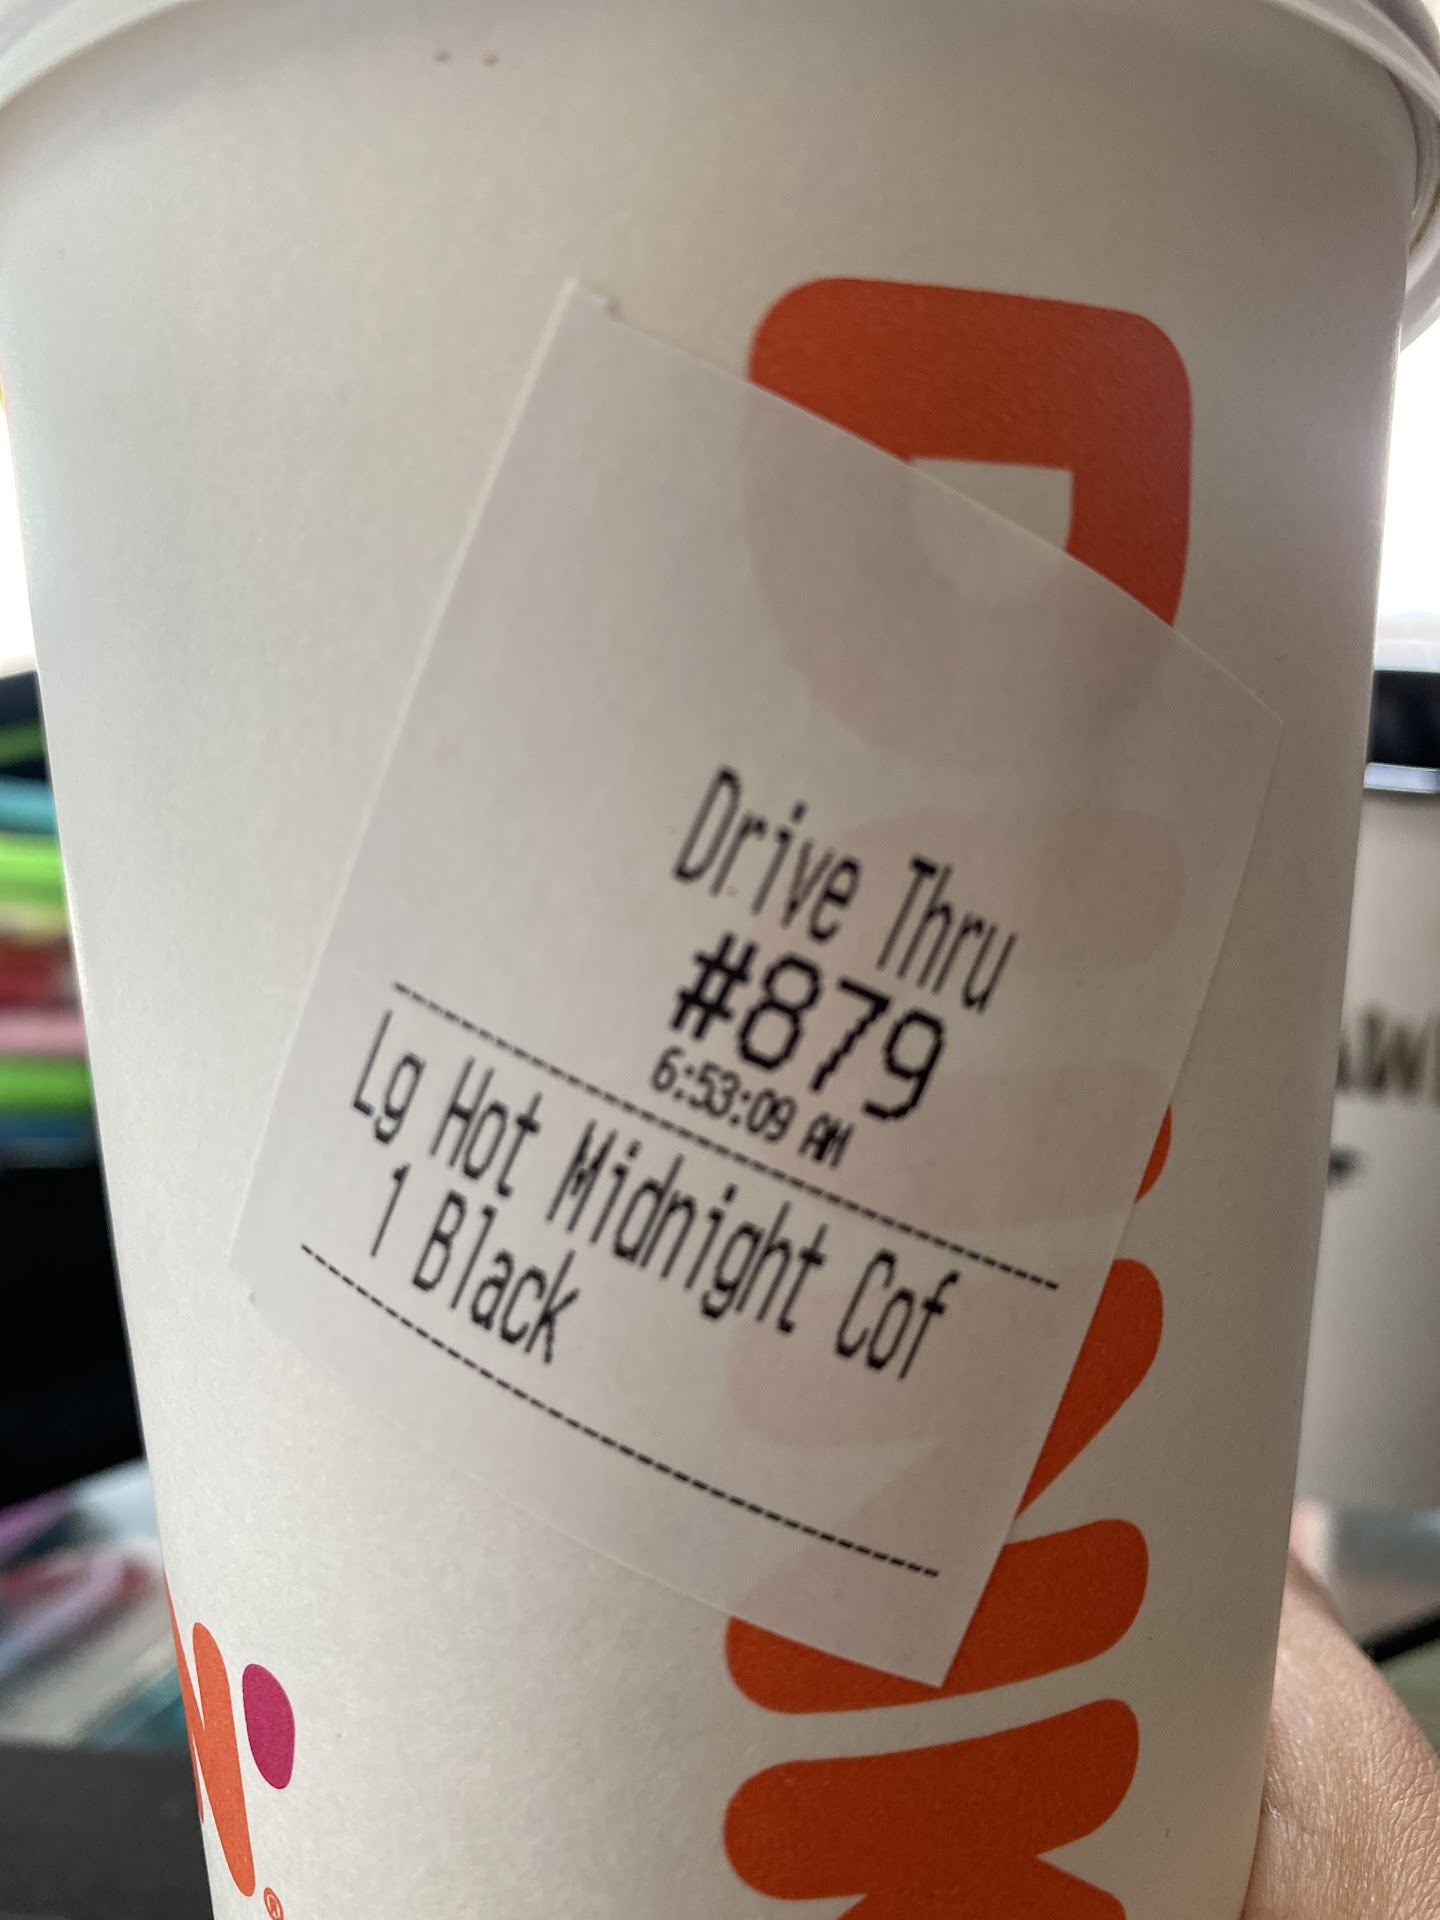 Drive Thru
#879
6:53:09 AM
Lg Hot Midnight Cof
1 Black